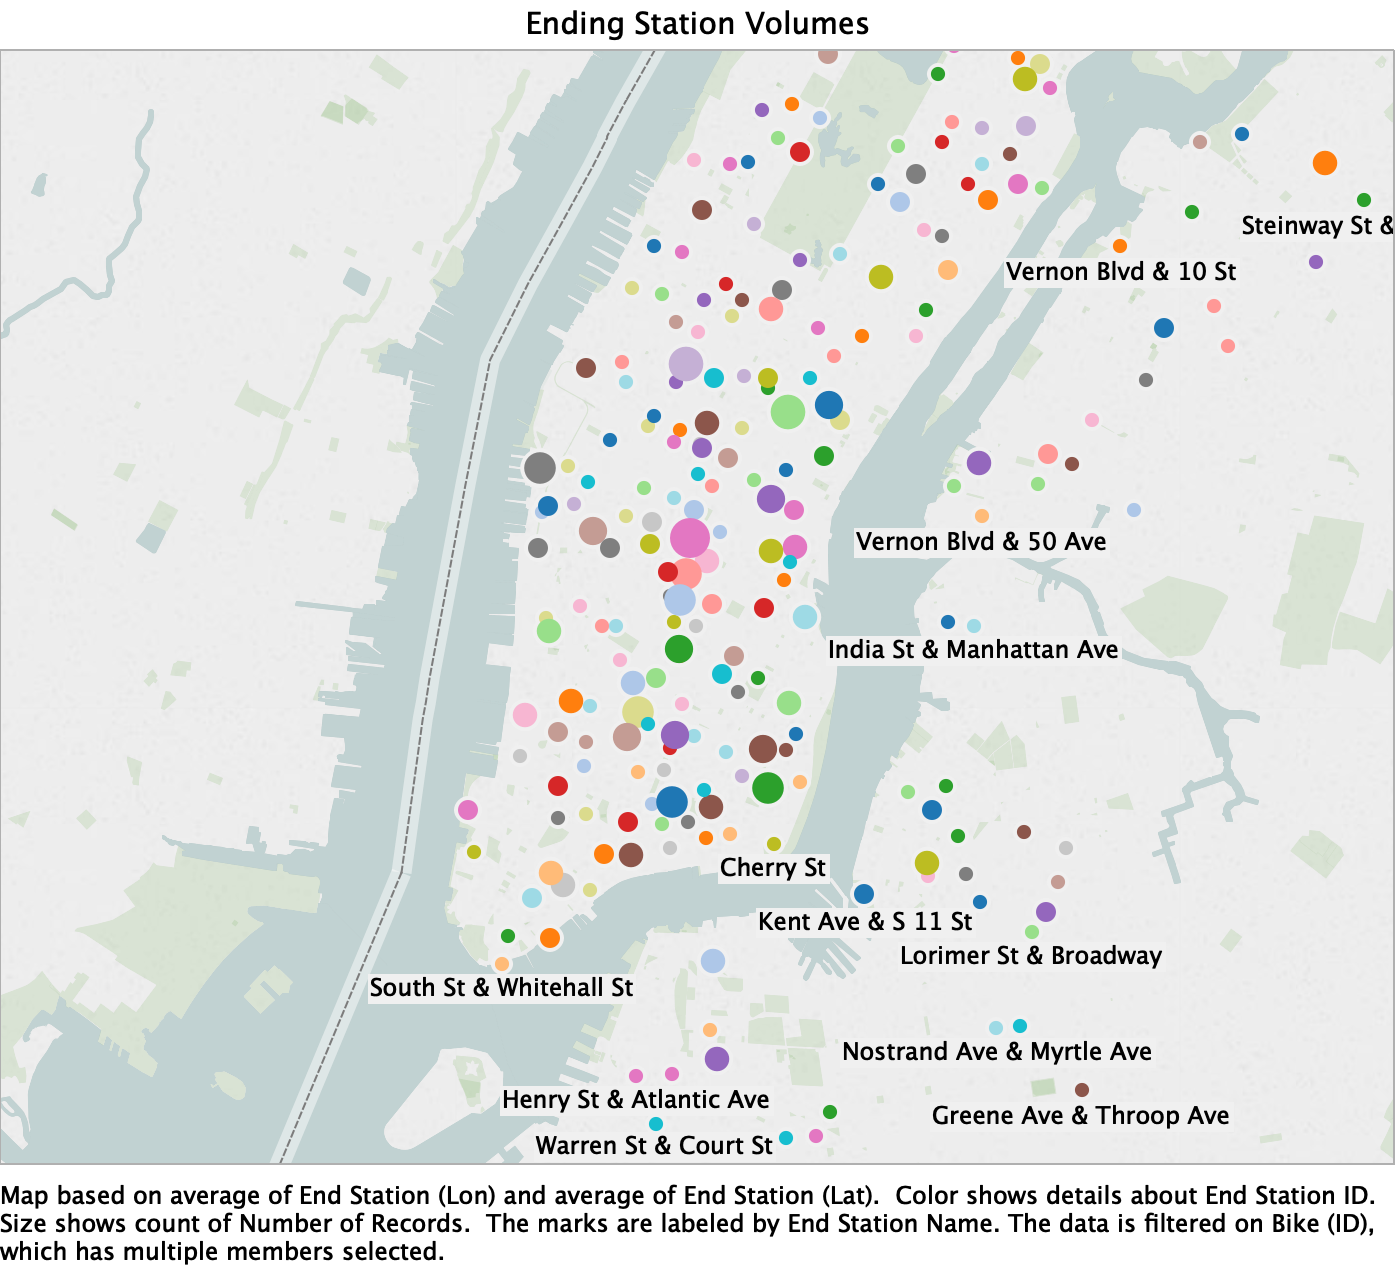 Ending Station Volumes
Steinway St &
Vernon Blvd & 10 St
Vernon Blvd & 50 Ave
India St & Manhattan Ave
Cherry St
Kent Ave & S 11 St
Lorimer St & Broadway
South St & Whitehall St
Nostrand Ave & Myrtle Ave
Henry St & Atlantic Ave
Greene Ave & Throop Ave
Warren St & Court St
Map based on average of End Station (Lon) and average of End Station (Lat).  Color shows details about End Station ID.
Size shows count of Number of Records.  The marks are labeled by End Station Name. The data is filtered on Bike (ID),
which has multiple members selected.